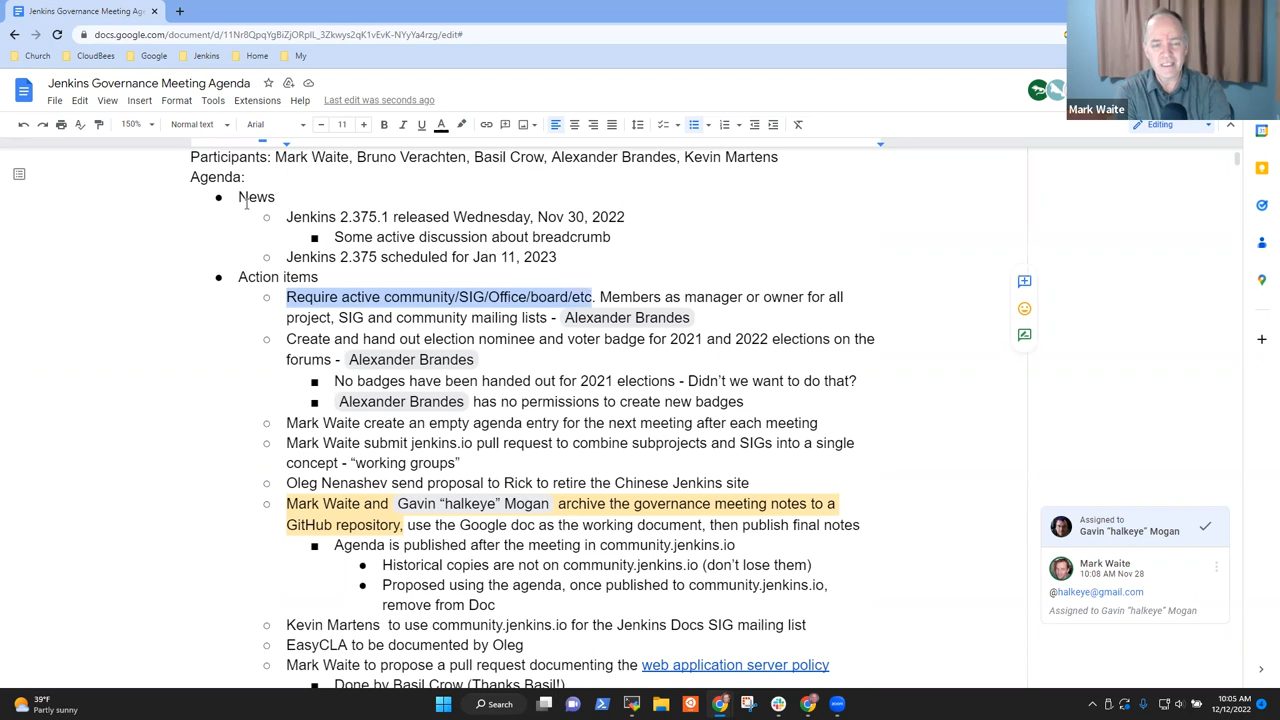 Jenkins Governance Meeting Agenda
docs.google.com/document/d/11Nr8QpqYgBiZjORpIL_3Zkwys2qK1vEvK-NYyYa4rzg/edit#
Church CloudBees Google Jenkins Home My
Jenkins Governance Meeting Agenda
File Edit View Insert Format Tools Extensions Help Last edit was seconds ago
Mark Waite
150% Normal text Arial 11 Editing
Participants: Mark Waite, Bruno Verachten, Basil Crow, Alexander Brandes, Kevin Martens
Agenda:
● News
○ Jenkins 2.375.1 released Wednesday, Nov 30, 2022
■ Some active discussion about breadcrumb
○ Jenkins 2.375 scheduled for Jan 11, 2023
● Action items
○ Require active community/SIG/Office/board/etc. Members as manager or owner for all
project, SIG and community mailing lists - Alexander Brandes
○ Create and hand out election nominee and voter badge for 2021 and 2022 elections on the
forums - Alexander Brandes
■ No badges have been handed out for 2021 elections - Didn't we want to do that?
■ Alexander Brandes has no permissions to create new badges
○ Mark Waite create an empty agenda entry for the next meeting after each meeting
○ Mark Waite submit jenkins.io pull request to combine subprojects and SIGs into a single
concept - “working groups”
○ Oleg Nenashev send proposal to Rick to retire the Chinese Jenkins site
○ Mark Waite and Gavin “halkeye” Mogan archive the governance meeting notes to a
GitHub repository, use the Google doc as the working document, then publish final notes
■ Agenda is published after the meeting in community.jenkins.io
● Historical copies are not on community.jenkins.io (don't lose them)
● Proposed using the agenda, once published to community.jenkins.io,
remove from Doc
○ Kevin Martens to use community.jenkins.io for the Jenkins Docs SIG mailing list
○ EasyCLA to be documented by Oleg
○ Mark Waite to propose a pull request documenting the web application server policy
■ Done by Basil Crow (Thanks Basil!)
Assigned to
Gavin “halkeye” Mogan
Mark Waite
10:08 AM Nov 28
@halkeye@gmail.com
Assigned to Gavin “halkeye” Mogan
39°F
Partly sunny
Search
10:05 AM
12/12/2022